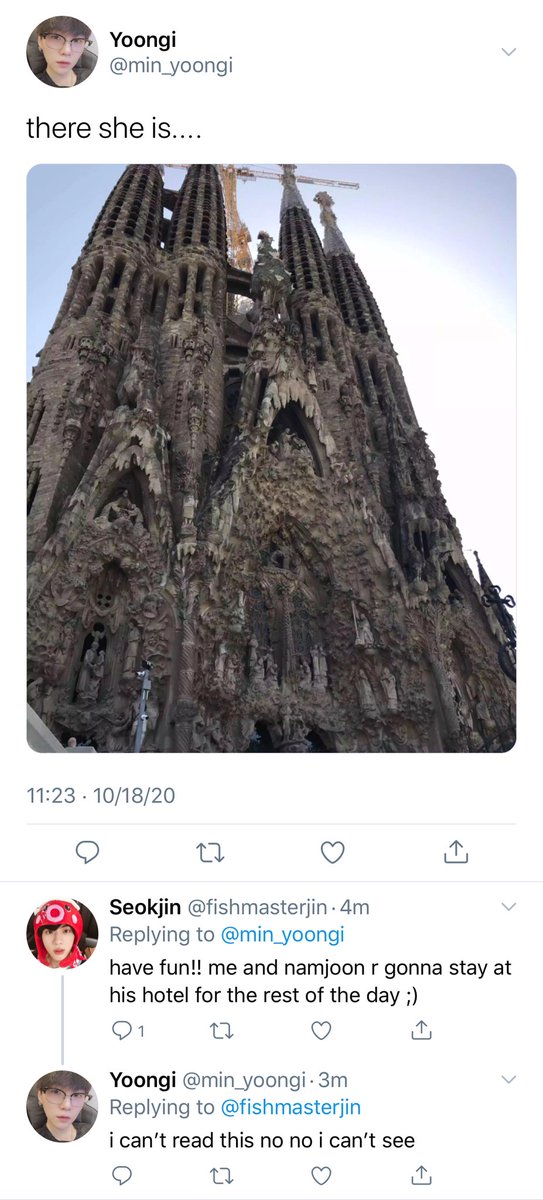 Yoongi
@min_yoongi
there she is....
11:23 · 10/18/20
Seokjin @fishmasterjin · 4m
Replying to @min_yoongi
have fun!! me and namjoon r gonna stay at
his hotel for the rest of the day ;)
1
Yoongi @min_yoongi · 3m
Replying to @fishmasterjin
i can’t read this no no i can’t see